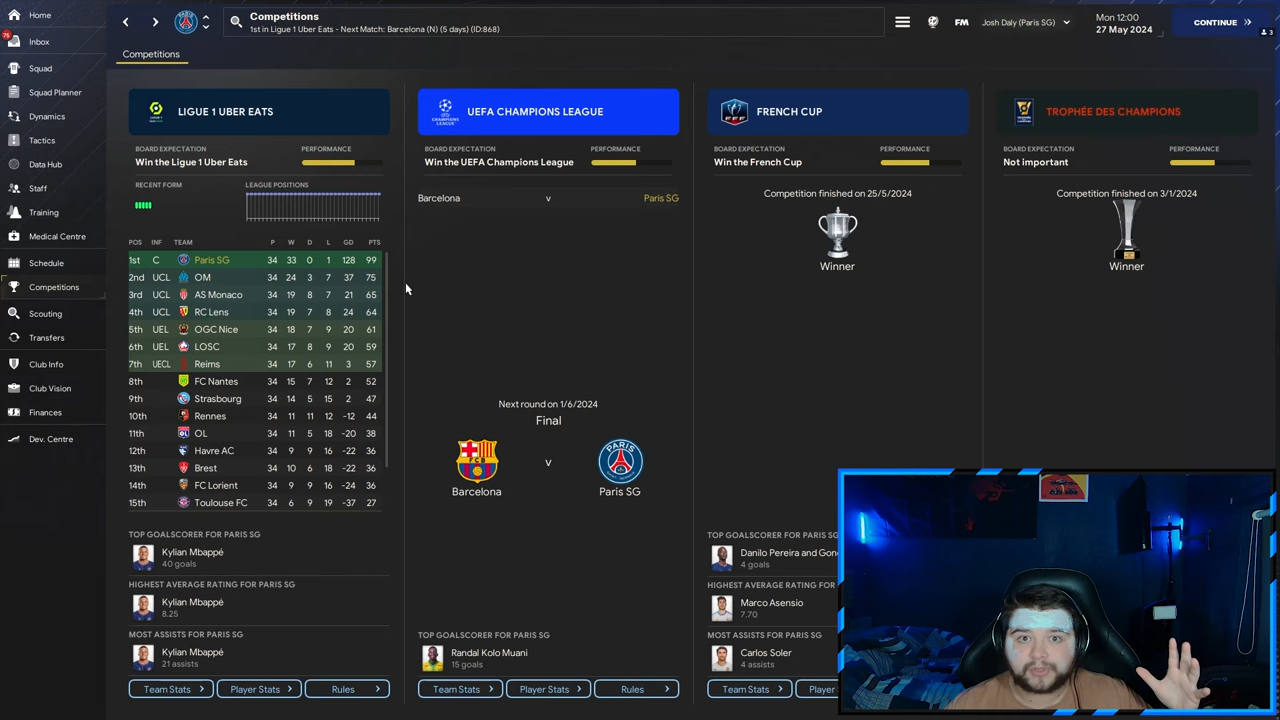 Home
75
Inbox
Squad
Squad Planner
Dynamics
Tactics
Data Hub
Staff
Training
Medical Centre
Schedule
Competitions
Scouting
Transfers
Club Info
Club Vision
Finances
Dev. Centre
Competitions
1st in Ligue 1 Uber Eats - Next Match: Barcelona (N) (5 days) (ID:868)
FM
Josh Daly (Paris SG)
Mon 12:00
27 May 2024
CONTINUE
3
Competitions
LIGUE 1 UBER EATS
BOARD EXPECTATION PERFORMANCE
Win the Ligue 1 Uber Eats
RECENT FORM LEAGUE POSITIONS
POS INF TEAM P W D L GD PTS
1st C Paris SG 34 33 0 1 128 99
2nd UCL OM 34 24 3 7 37 75
3rd UCL AS Monaco 34 19 8 7 21 65
4th UCL RC Lens 34 19 7 8 24 64
5th UEL OGC Nice 34 18 7 9 20 61
6th UEL LOSC 34 17 8 9 20 59
7th UECL Reims 34 17 6 11 3 57
8th FC Nantes 34 15 7 12 2 52
9th Strasbourg 34 14 5 15 2 47
10th Rennes 34 11 11 12 -12 44
11th OL 34 11 5 18 -20 38
12th Havre AC 34 9 9 16 -22 36
13th Brest 34 10 6 18 -22 36
14th FC Lorient 34 9 9 16 -24 36
15th Toulouse FC 34 6 9 19 -37 27
TOP GOALSCORER FOR PARIS SG
Kylian Mbappé
40 goals
HIGHEST AVERAGE RATING FOR PARIS SG
Kylian Mbappé
8.25
MOST ASSISTS FOR PARIS SG
Kylian Mbappé
21 assists
Team Stats Player Stats Rules
UEFA CHAMPIONS LEAGUE
BOARD EXPECTATION PERFORMANCE
Win the UEFA Champions League
Barcelona v Paris SG
Next round on 1/6/2024
Final
v
Barcelona Paris SG
TOP GOALSCORER FOR PARIS SG
Randal Kolo Muani
15 goals
Team Stats Player Stats Rules
FRENCH CUP
BOARD EXPECTATION PERFORMANCE
Win the French Cup
Competition finished on 25/5/2024
Winner
TOP GOALSCORER FOR PARIS SG
Danilo Pereira and Gon
4 goals
HIGHEST AVERAGE RATING FOR
Marco Asensio
7.70
MOST ASSISTS FOR PARIS SG
Carlos Soler
4 assists
Team Stats Player
TROPHÉE DES CHAMPIONS
BOARD EXPECTATION PERFORMANCE
Not important
Competition finished on 3/1/2024
Winner